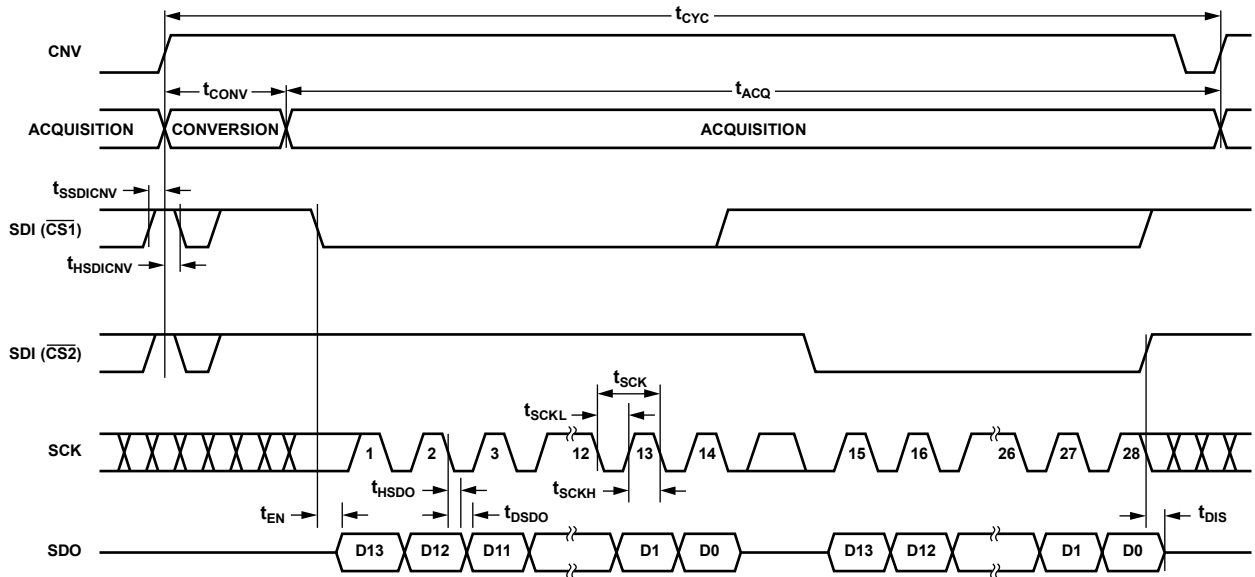 tCYC
CNV
tCONV
tACQ
ACQUISITION
CONVERSION
ACQUISITION
tSSDICNV
SDI (CS1)
tHSDICNV
SDI (CS2)
tSCK
tSCKL
SCK
1 2 3 12 13 14 15 16 26 27 28
tHSDO
tSCKH
tEN
tDSDO
tDIS
SDO
D13 D12 D11 D1 D0 D13 D12 D1 D0